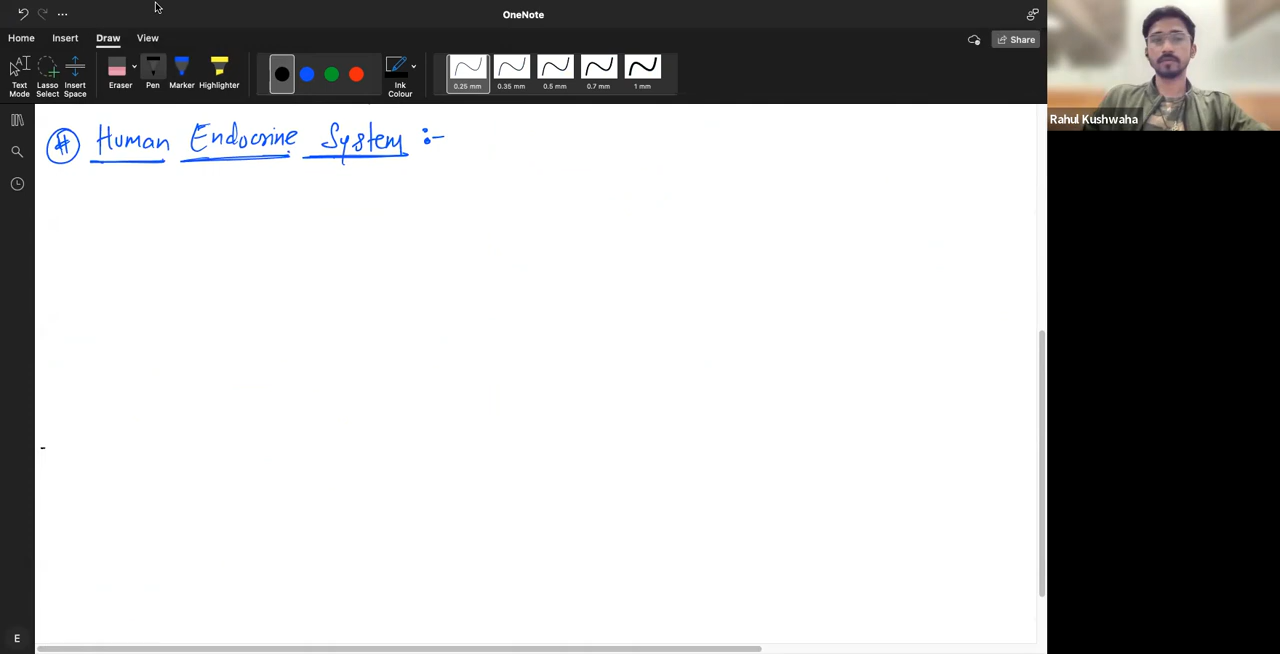 OneNote
Home Insert Draw View
Share
Text Mode
Lasso Select
Insert Space
Eraser
Pen
Marker
Highlighter
Ink Colour
0.25 mm
0.35 mm
0.5 mm
0.7 mm
1 mm
# Human Endocrine System :-
E
Rahul Kushwaha